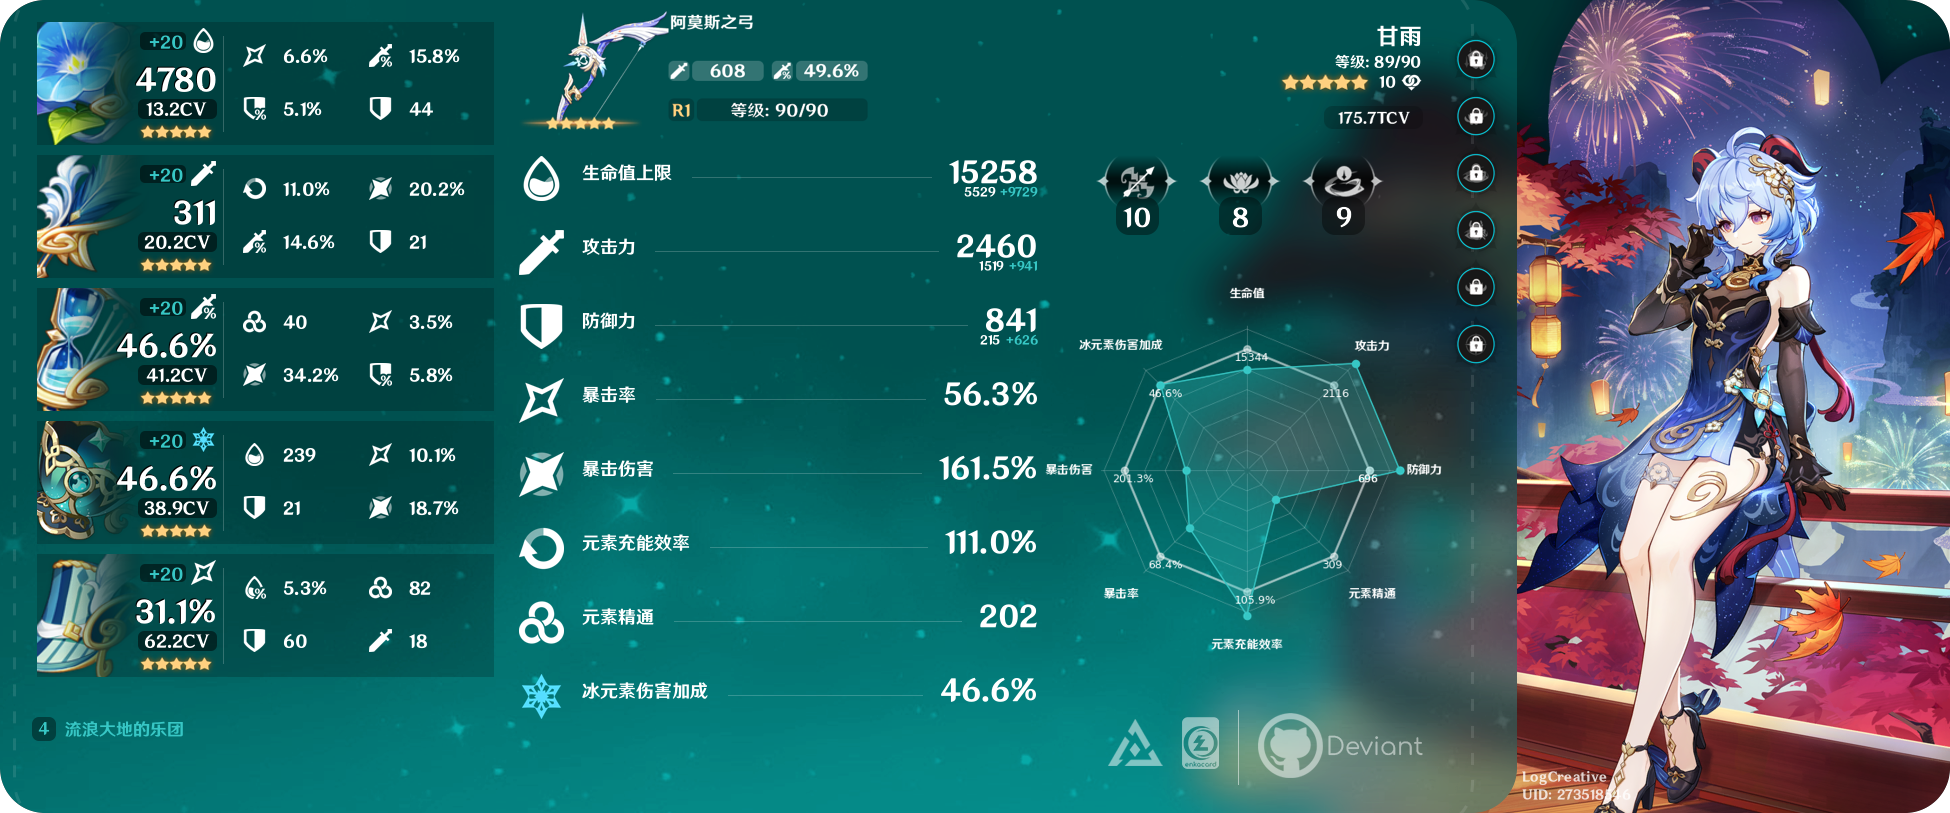 +20
4780
13.2CV
6.6%
15.8%
5.1%
44
+20
311
20.2CV
11.0%
20.2%
14.6%
21
+20
46.6%
41.2CV
40
3.5%
34.2%
5.8%
+20
46.6%
38.9CV
239
10.1%
21
18.7%
+20
31.1%
62.2CV
5.3%
82
60
18
4 流浪大地的乐团
阿莫斯之弓
608 49.6%
R1 等级: 90/90
生命值上限 15258
5529 +9729
攻击力 2460
1519 +941
防御力 841
215 +626
暴击率 56.3%
暴击伤害 161.5%
元素充能效率 111.0%
元素精通 202
冰元素伤害加成 46.6%
甘雨
等级: 89/90
10
175.7TCV
10 8 9
生命值
15344
攻击力
2116
防御力
696
元素精通
309
元素充能效率
105.9%
暴击率
68.4%
暴击伤害
201.3%
冰元素伤害加成
46.6%
enkacard
Deviant
LogCreative
UID: 273518